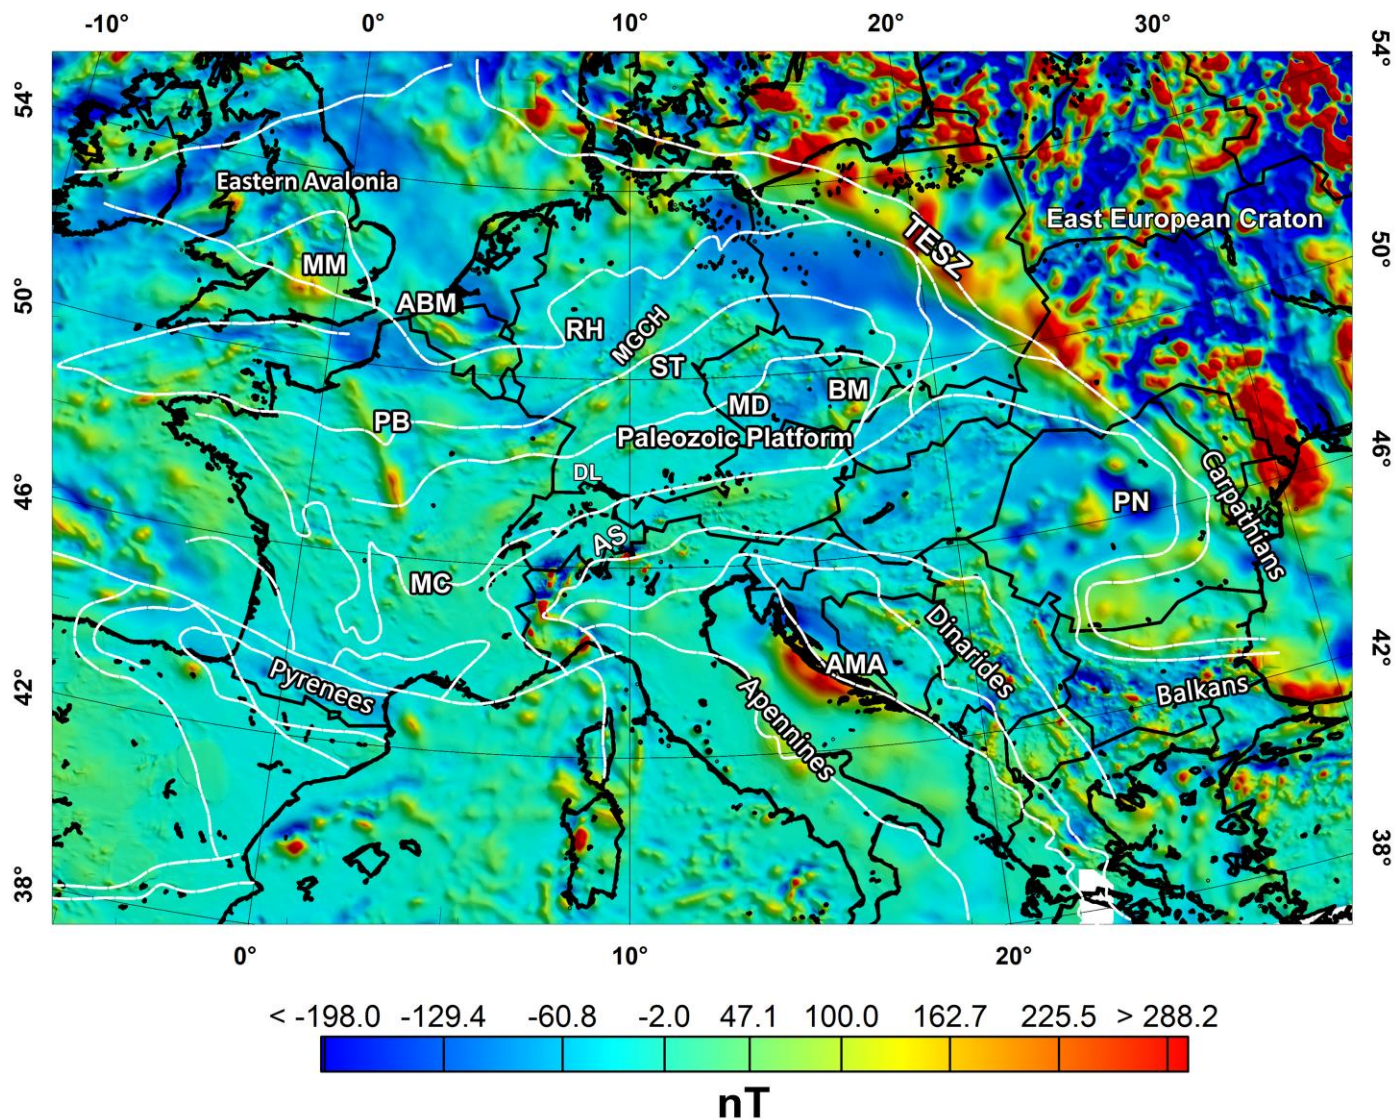 -10° 0° 10° 20° 30°
54°
54°
Eastern Avalonia
East European Craton
TESZ
50°
MM
50°
ABM
RH
MGCH
ST
BM
MD
PB
Paleozoic Platform
46°
46°
DL
PN
Carpathians
AS
MC
42°
Dinarides
42°
Pyrenees
AMA
Balkans
Apennines
38°
38°
0° 10° 20°
< -198.0 -129.4 -60.8 -2.0 47.1 100.0 162.7 225.5 > 288.2
nT